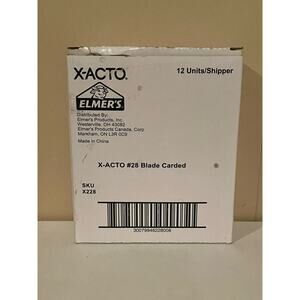 X-ACTO
12 Units/Shipper
ELMER'S
Distributed By:
Elmer's Products, Inc.
Westerville, OH 43082
Elmer's Products Canada, Corp
Markham, ON L3R 0C9
Made in China
X-ACTO #28 Blade Carded
SKU
X228
30079946228008